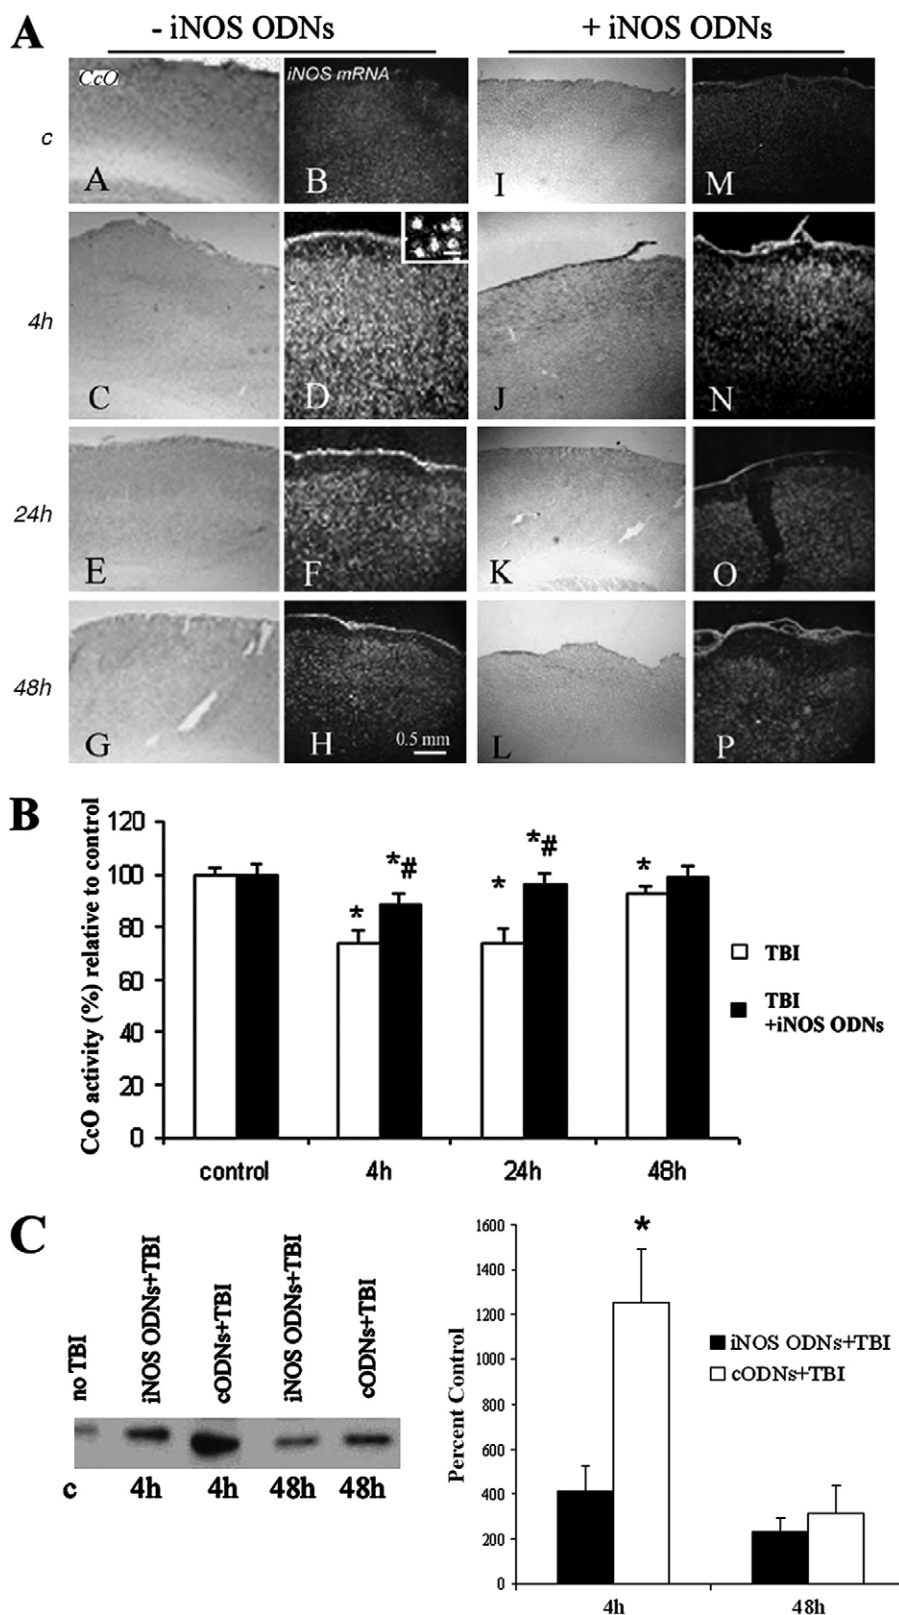 A
- iNOS ODNs
+ iNOS ODNs
CcO
iNOS mRNA
c
A
B
I
M
4h
C
D
J
N
24h
E
F
K
O
48h
G
H
0.5 mm
L
P
B
CcO activity (%) relative to control
120
100
80
60
40
20
0
*
*#
*
*#
*
control
4h
24h
48h
TBI
TBI
+iNOS ODNs
C
no TBI
iNOS ODNs+TBI
cODNs+TBI
iNOS ODNs+TBI
cODNs+TBI
c
4h
4h
48h
48h
Percent Control
1600
1400
1200
1000
800
600
400
200
0
*
iNOS ODNs+TBI
cODNs+TBI
4h
48h